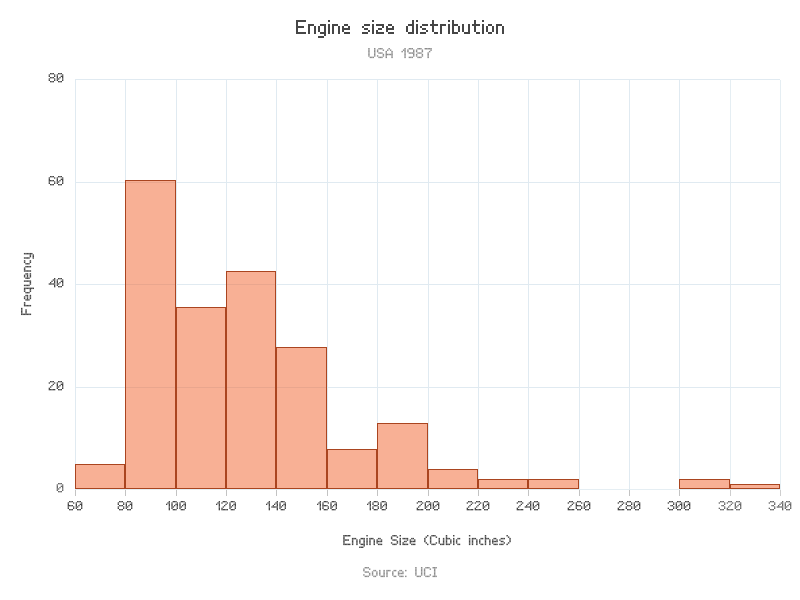 Engine size distribution
USA 1987
80
60
40
20
0
Frequency
60 80 100 120 140 160 180 200 220 240 260 280 300 320 340
Engine Size (Cubic inches)
Source: UCI